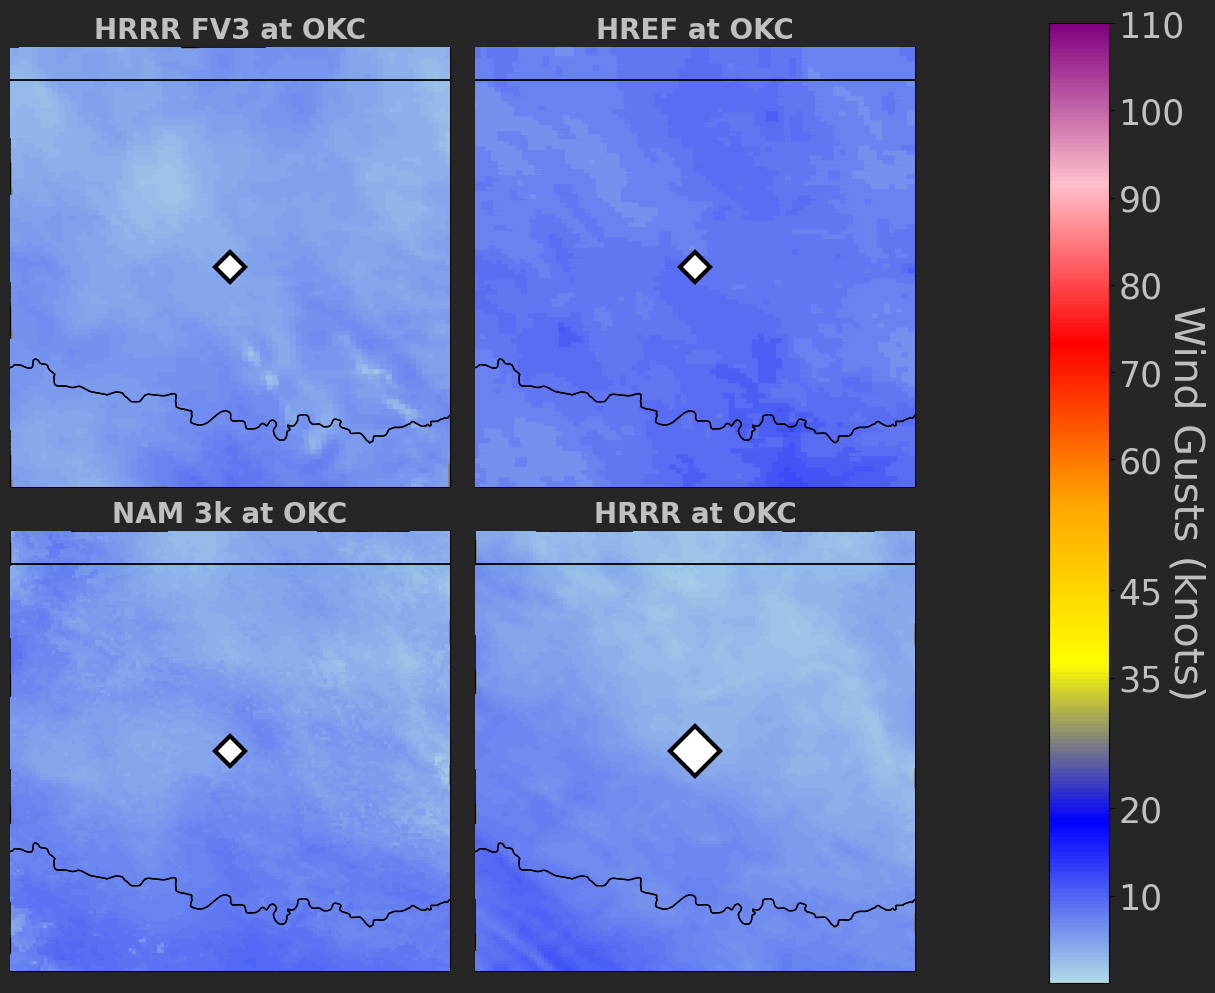 HRRR FV3 at OKC
HREF at OKC
NAM 3k at OKC
HRRR at OKC
110
100
90
80
70
60
45
35
20
10
Wind Gusts (knots)